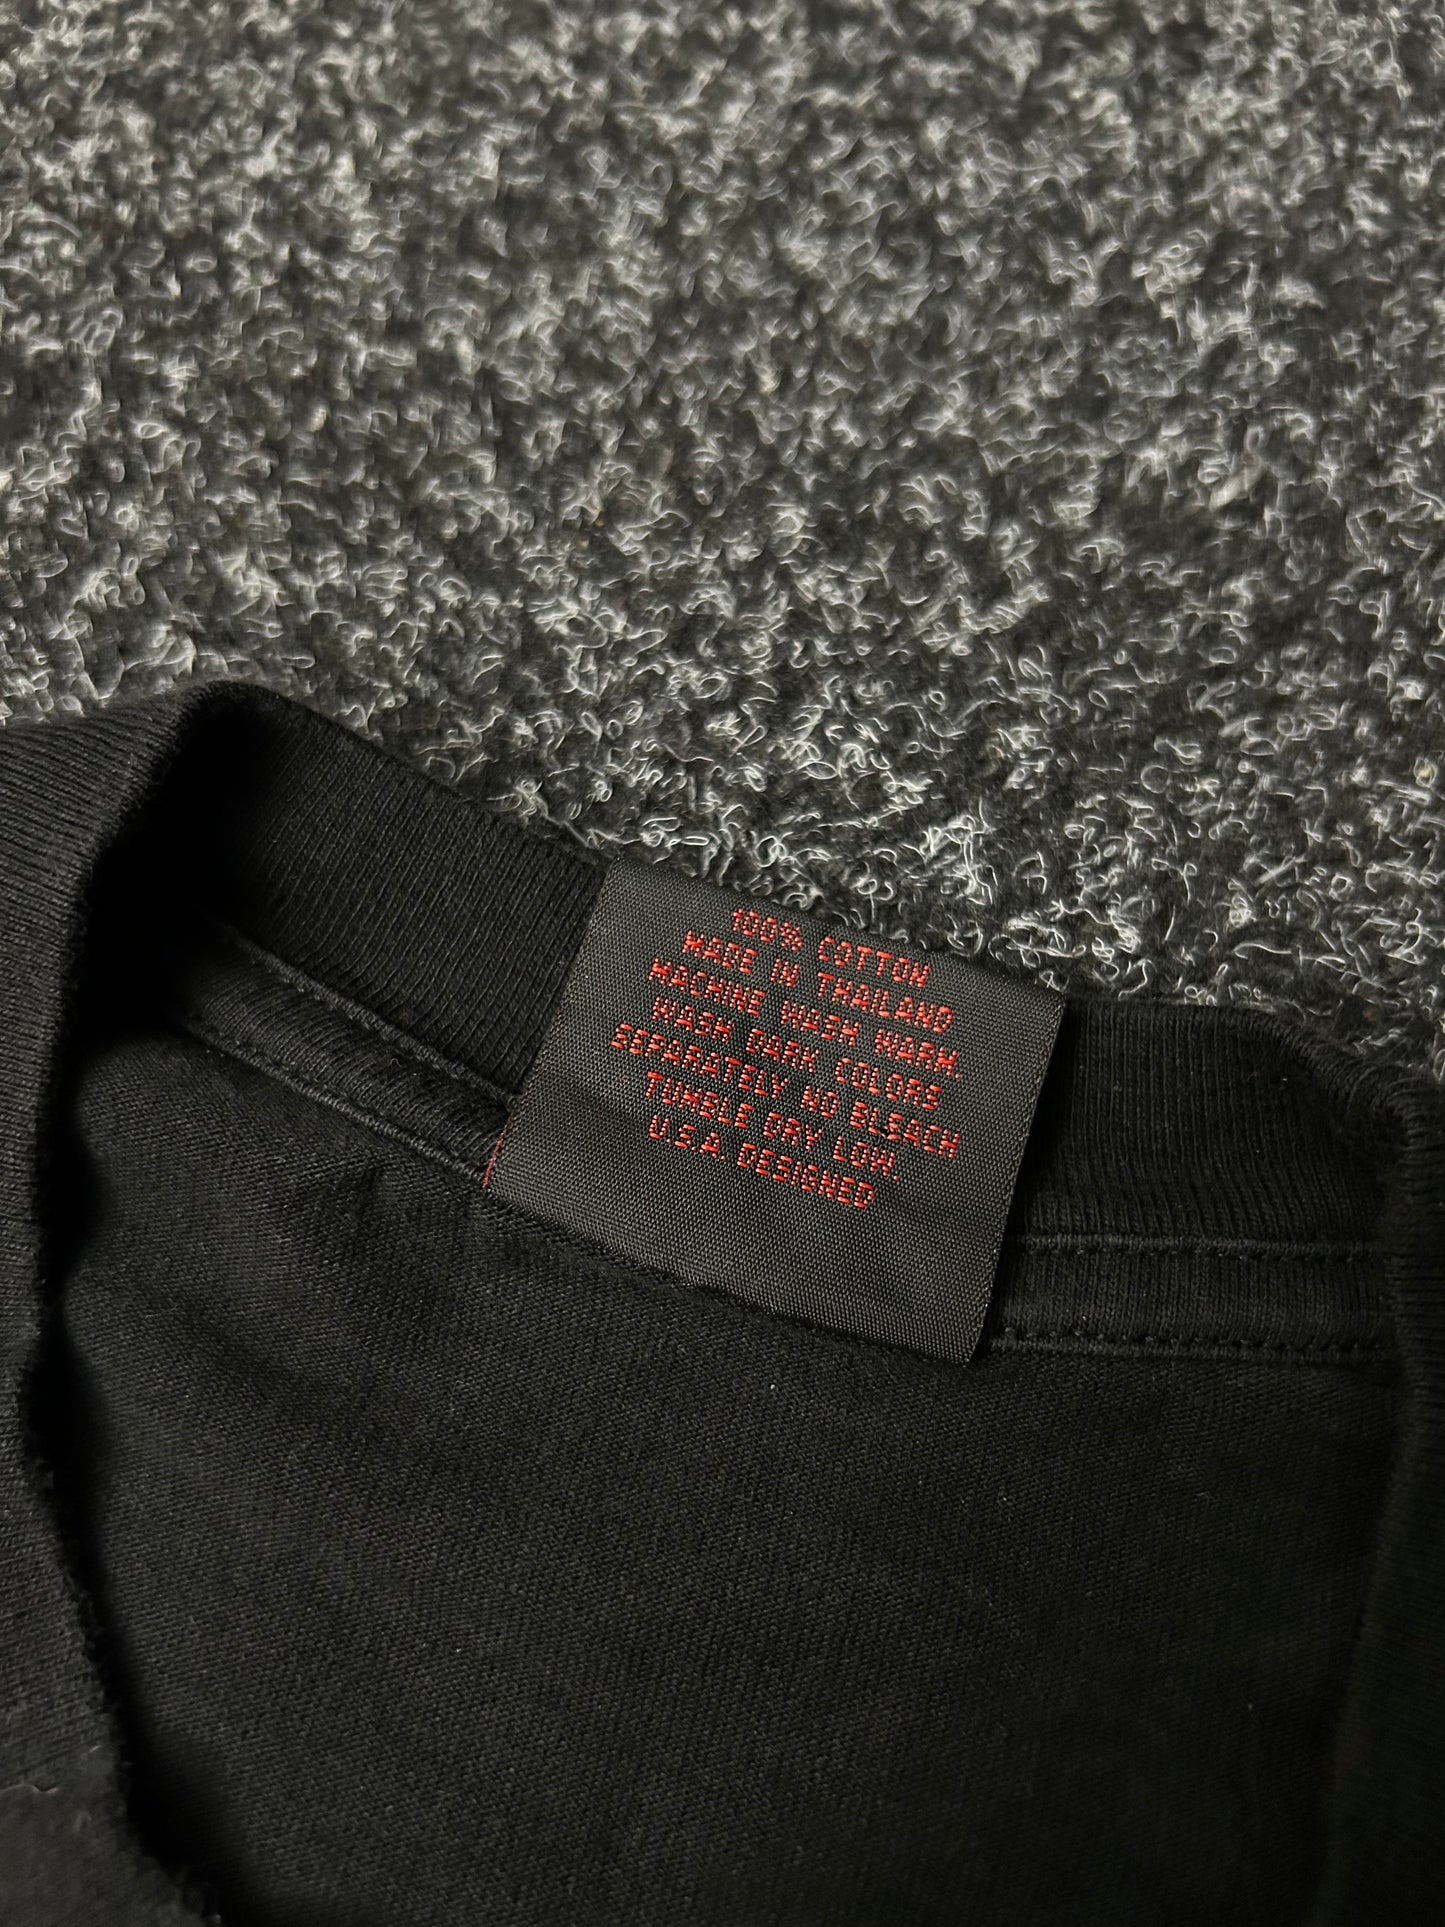 100% COTTON
MADE IN THAILAND
MACHINE WASH WARM.
WASH DARK COLORS
SEPARATELY NO BLEACH
TUMBLE DRY LOW.
U.S.A. DESIGNED